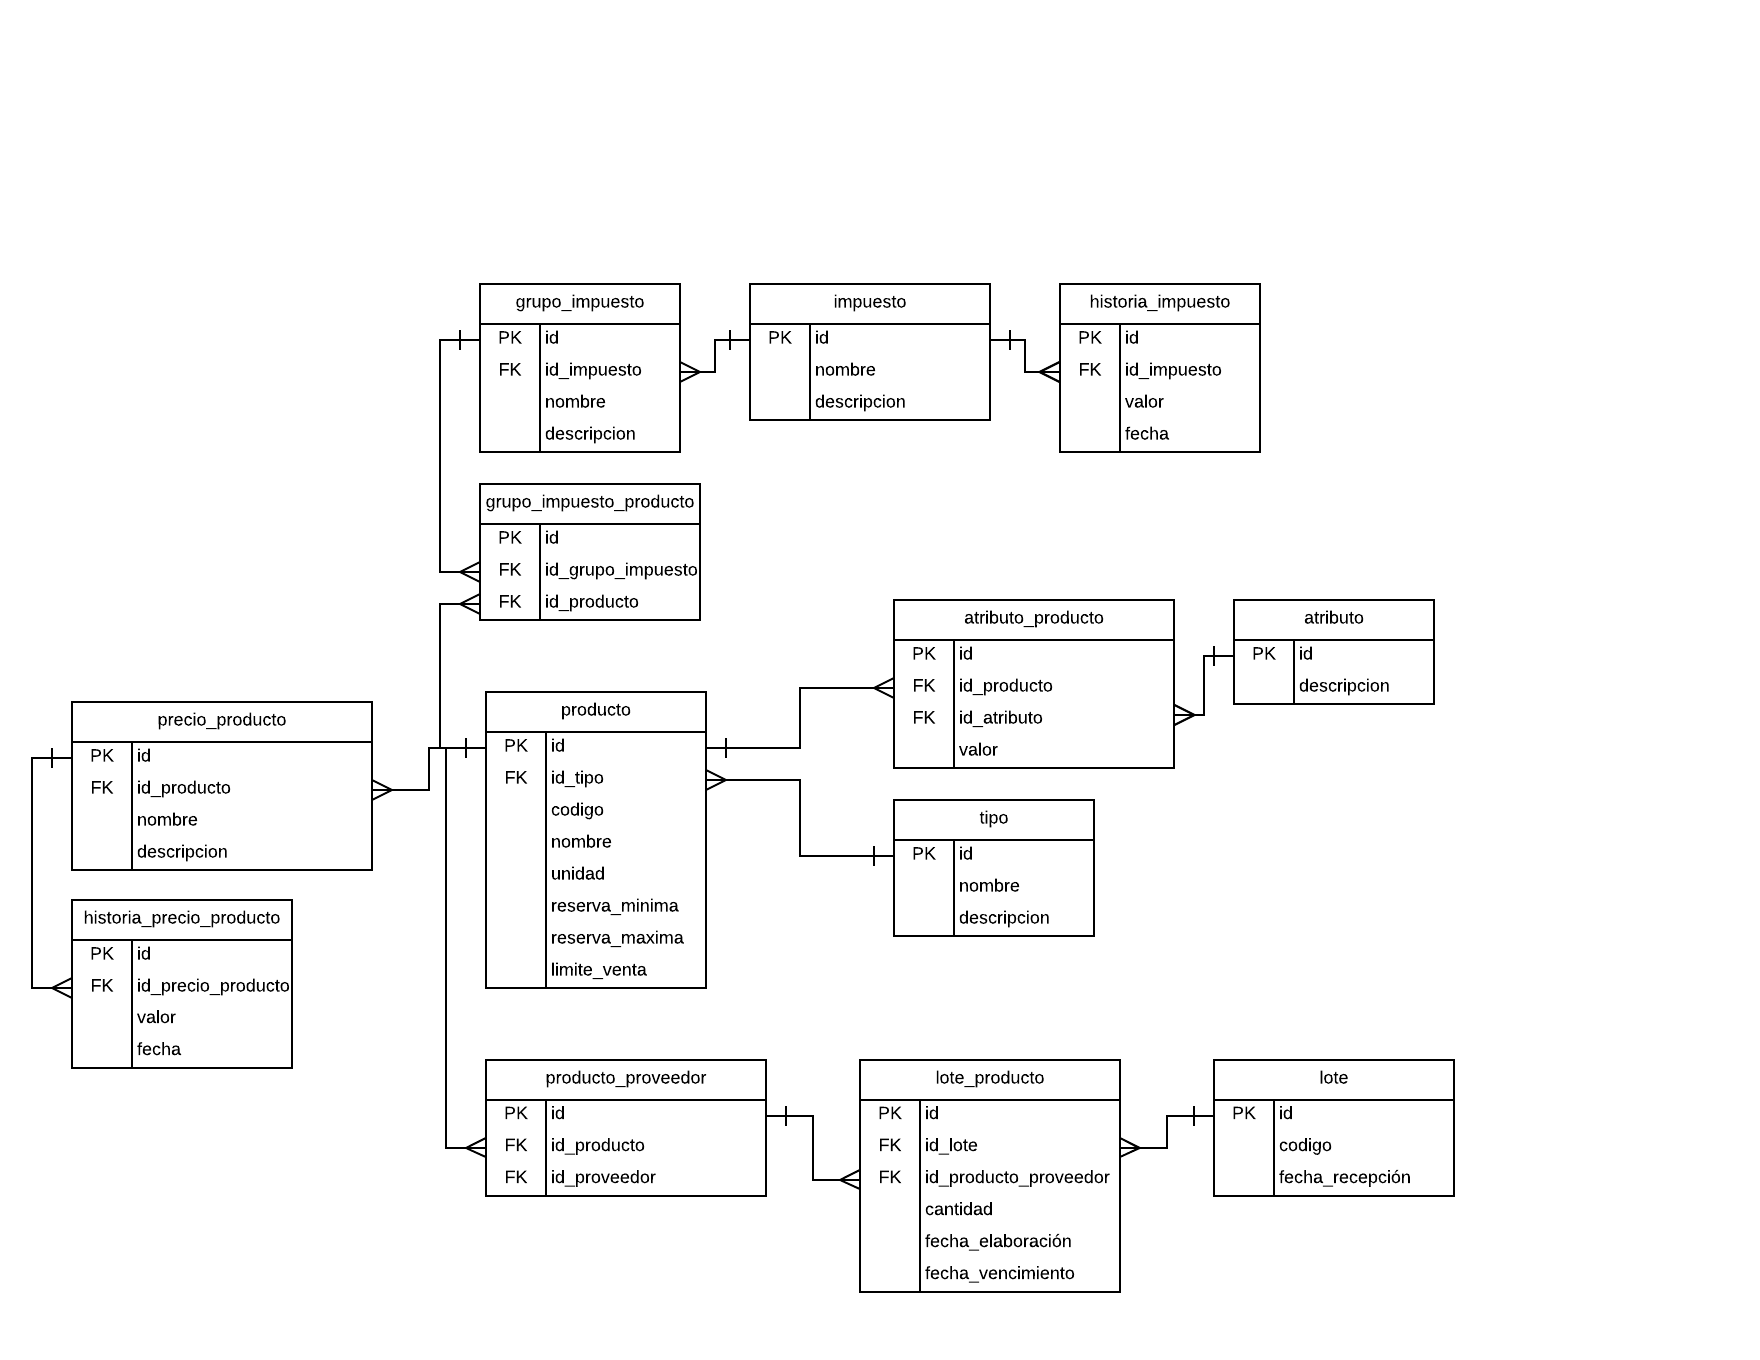 grupo_impuesto
PK id
FK id_impuesto
nombre
descripcion
impuesto
PK id
nombre
descripcion
historia_impuesto
PK id
FK id_impuesto
valor
fecha
grupo_impuesto_producto
PK id
FK id_grupo_impuesto
FK id_producto
atributo_producto
PK id
FK id_producto
FK id_atributo
valor
atributo
PK id
descripcion
precio_producto
PK id
FK id_producto
nombre
descripcion
producto
PK id
FK id_tipo
codigo
nombre
unidad
reserva_minima
reserva_maxima
limite_venta
tipo
PK id
nombre
descripcion
historia_precio_producto
PK id
FK id_precio_producto
valor
fecha
producto_proveedor
PK id
FK id_producto
FK id_proveedor
lote_producto
PK id
FK id_lote
FK id_producto_proveedor
cantidad
fecha_elaboración
fecha_vencimiento
lote
PK id
codigo
fecha_recepción